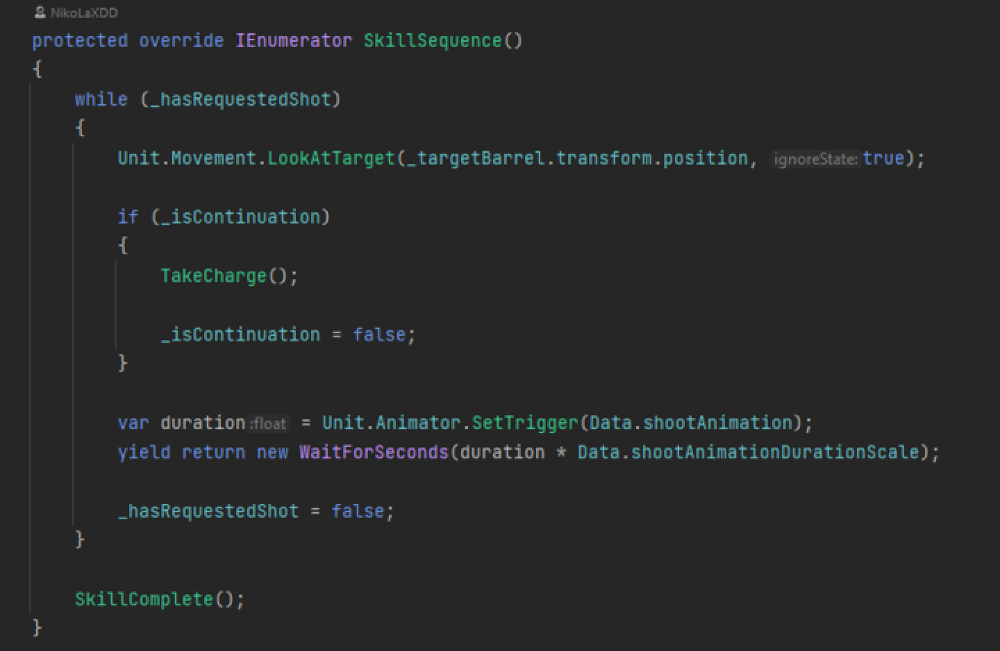 NikoLaXDD
protected override IEnumerator SkillSequence()
{
while (_hasRequestedShot)
{
Unit.Movement.LookAtTarget(_targetBarrel.transform.position, ignoreState: true);
if (_isContinuation)
{
TakeCharge();
_isContinuation = false;
}
var duration :float = Unit.Animator.SetTrigger(Data.shootAnimation);
yield return new WaitForSeconds(duration * Data.shootAnimationDurationScale);
_hasRequestedShot = false;
}
SkillComplete();
}